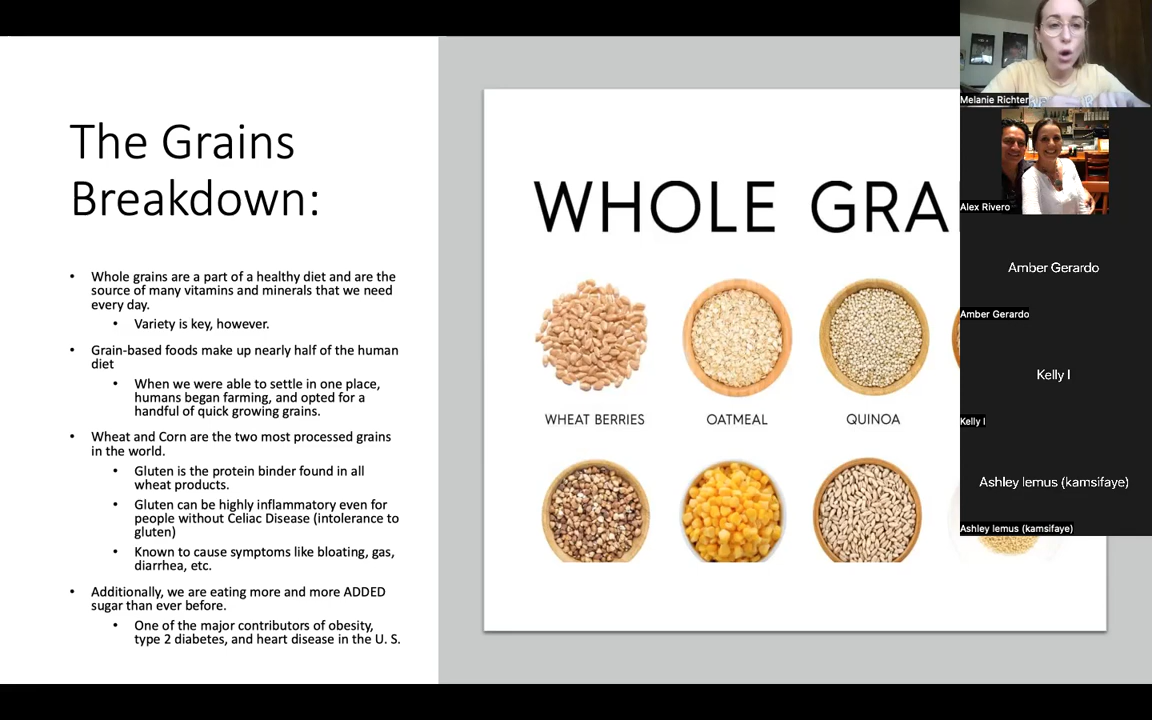 The Grains
Breakdown:
• Whole grains are a part of a healthy diet and are the
source of many vitamins and minerals that we need
every day.
• Variety is key, however.
• Grain-based foods make up nearly half of the human
diet
• When we were able to settle in one place,
humans began farming, and opted for a
handful of quick growing grains.
• Wheat and Corn are the two most processed grains
in the world.
• Gluten is the protein binder found in all
wheat products.
• Gluten can be highly inflammatory even for
people without Celiac Disease (intolerance to
gluten)
• Known to cause symptoms like bloating, gas,
diarrhea, etc.
• Additionally, we are eating more and more ADDED
sugar than ever before.
• One of the major contributors of obesity,
type 2 diabetes, and heart disease in the U. S.
WHOLE GRA
WHEAT BERRIES
OATMEAL
QUINOA
Melanie Richter
Alex Rivero
Amber Gerardo
Amber Gerardo
Kelly I
Kelly I
Ashley lemus (kamsifaye)
Ashley lemus (kamsifaye)